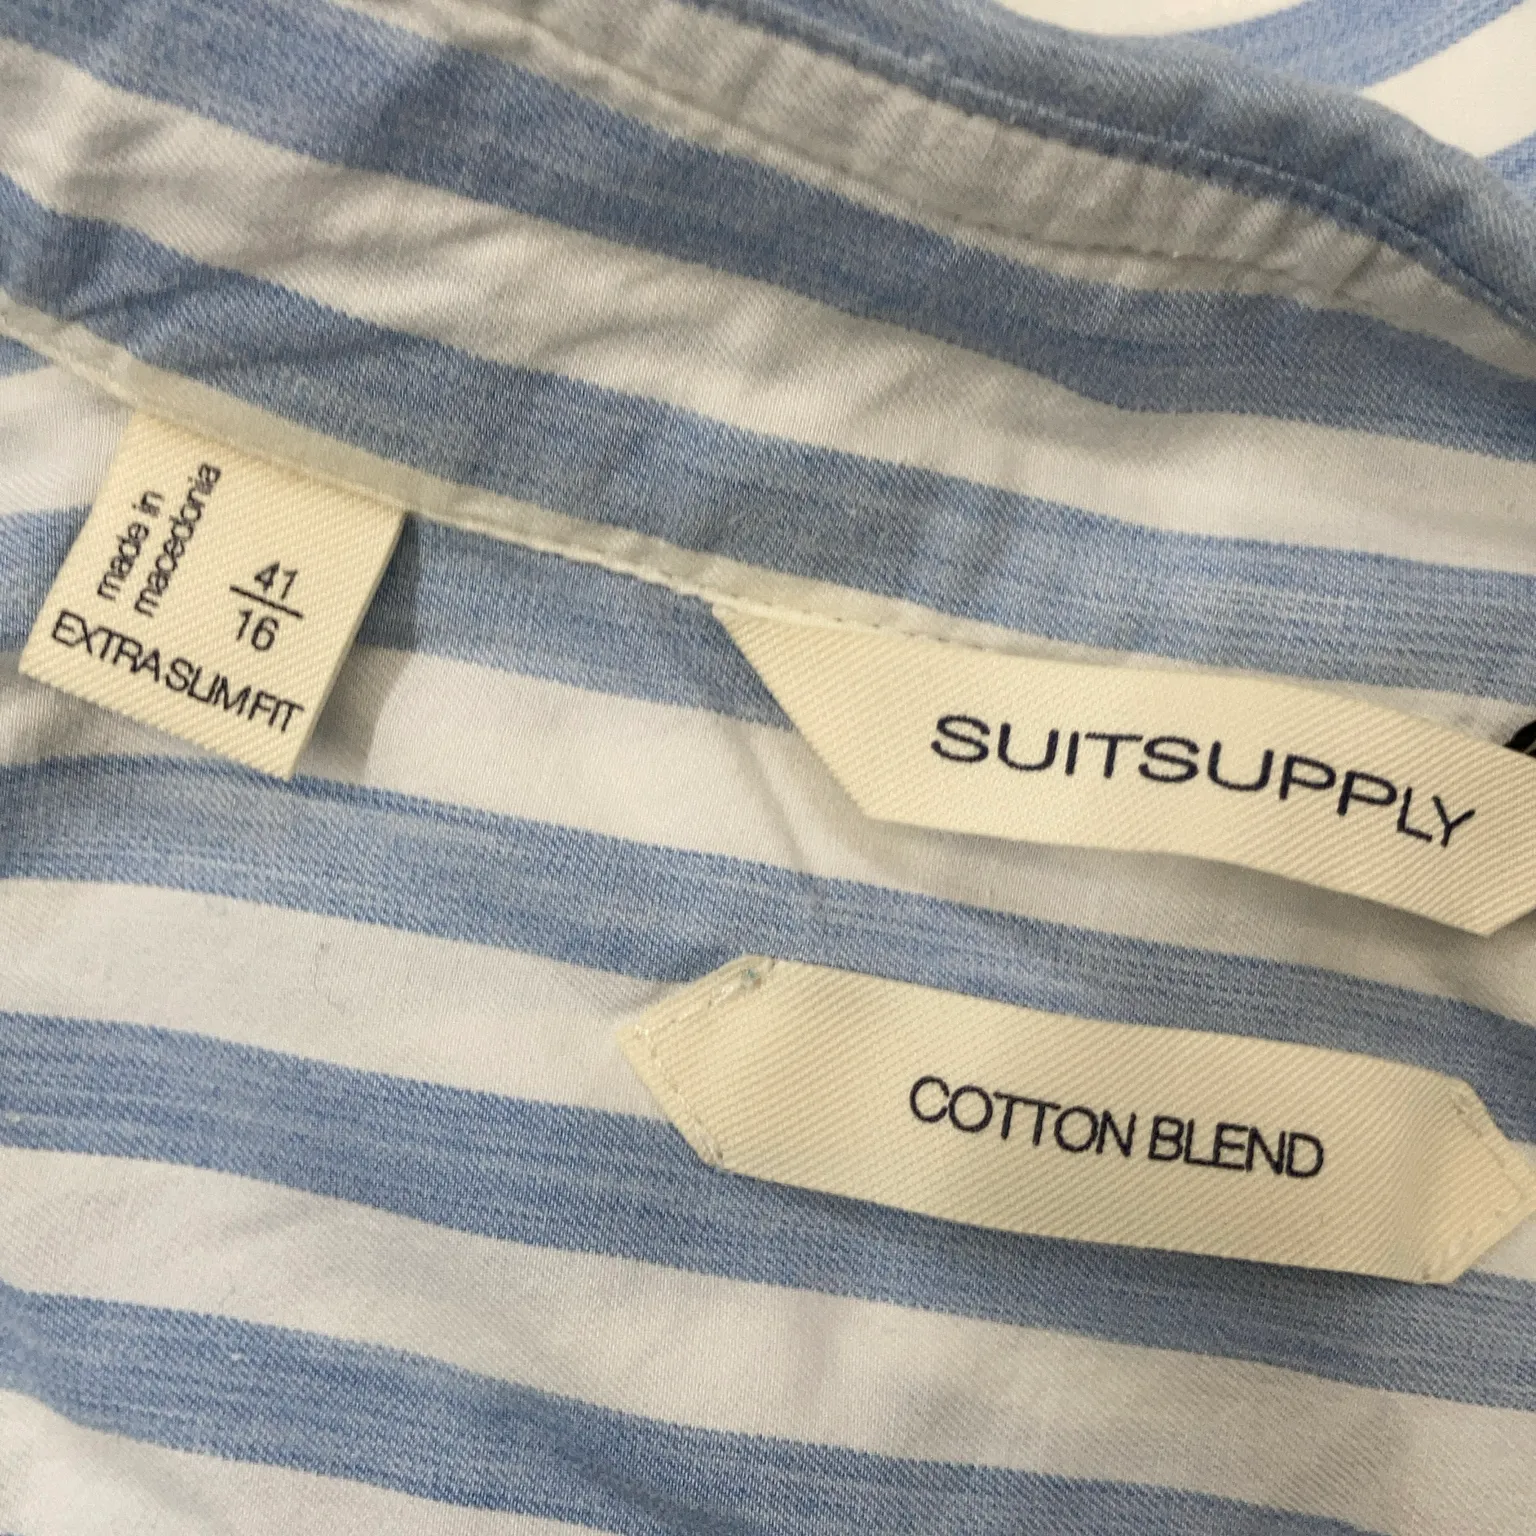 made in
macedonia
41
16
EXTRA SLIM FIT
SUITSUPPLY
COTTON BLEND